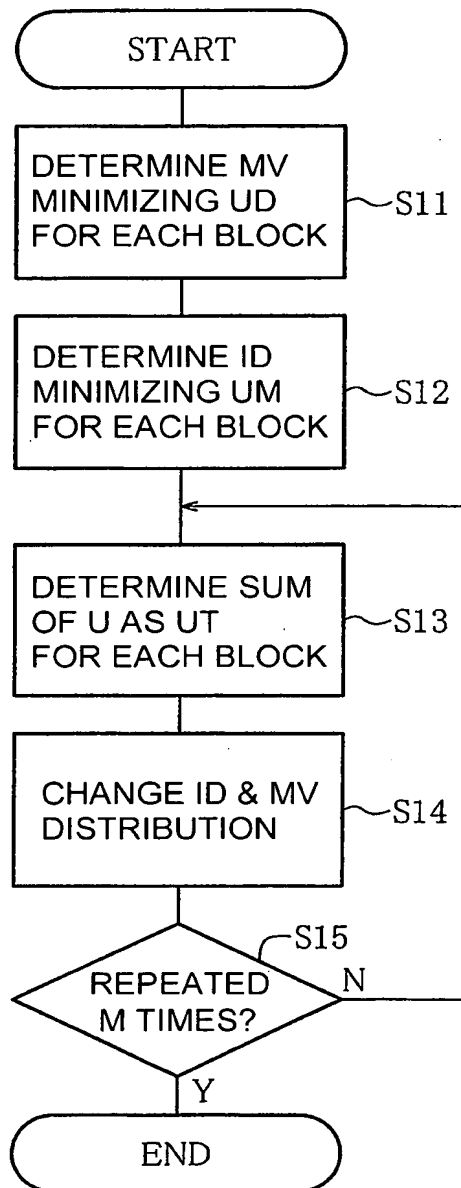 START
DETERMINE MV
MINIMIZING UD
FOR EACH BLOCK
S11
DETERMINE ID
MINIMIZING UM
FOR EACH BLOCK
S12
DETERMINE SUM
OF U AS UT
FOR EACH BLOCK
S13
CHANGE ID & MV
DISTRIBUTION
S14
S15
REPEATED
M TIMES?
N
Y
END